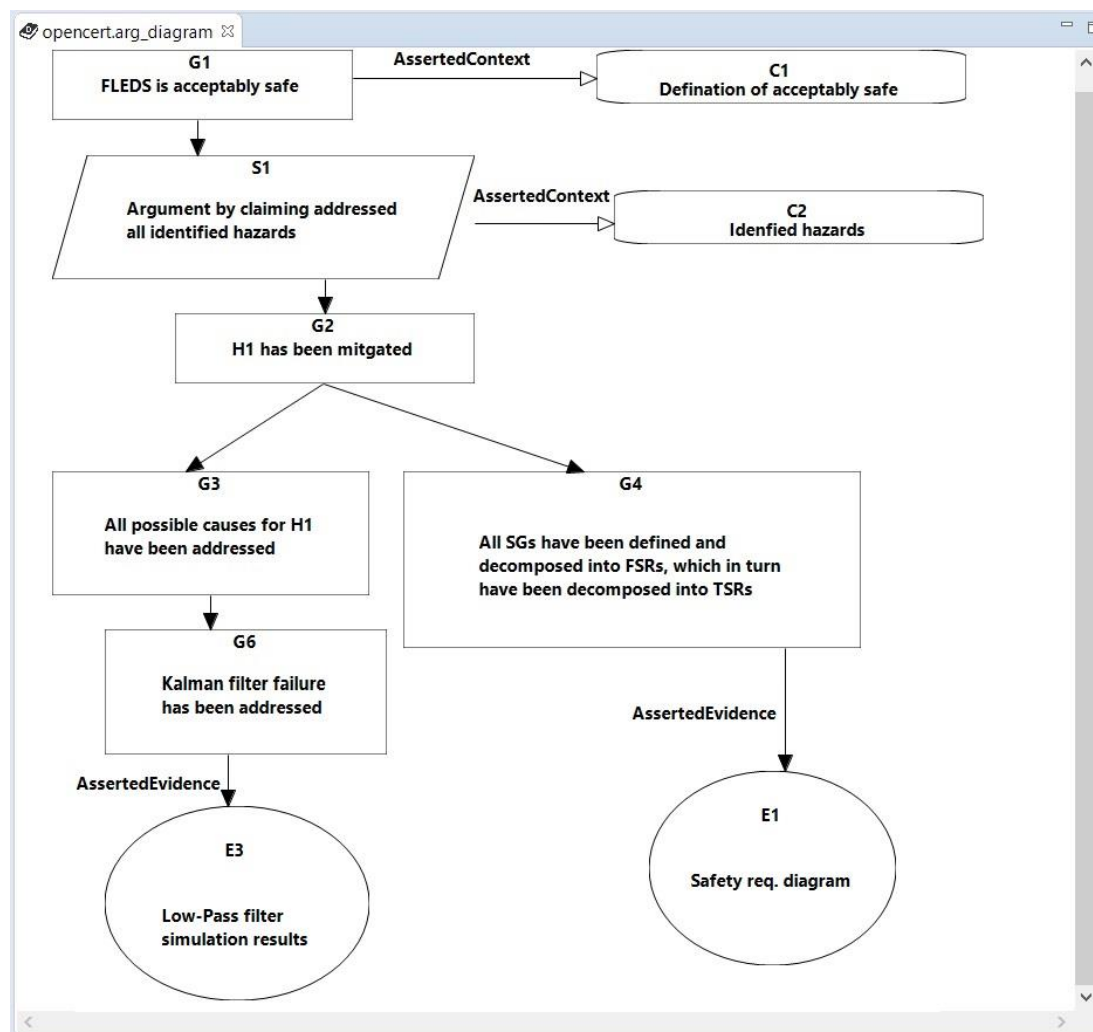 opencert.arg_diagram
G1
FLEDS is acceptably safe
AssertedContext
C1
Defination of acceptably safe
S1
Argument by claiming addressed
all identified hazards
AssertedContext
C2
Idenfied hazards
G2
H1 has been mitgated
G3
All possible causes for H1
have been addressed
G4
All SGs have been defined and
decomposed into FSRs, which in turn
have been decomposed into TSRs
G6
Kalman filter failure
has been addressed
AssertedEvidence
AssertedEvidence
E3
Low-Pass filter
simulation results
E1
Safety req. diagram